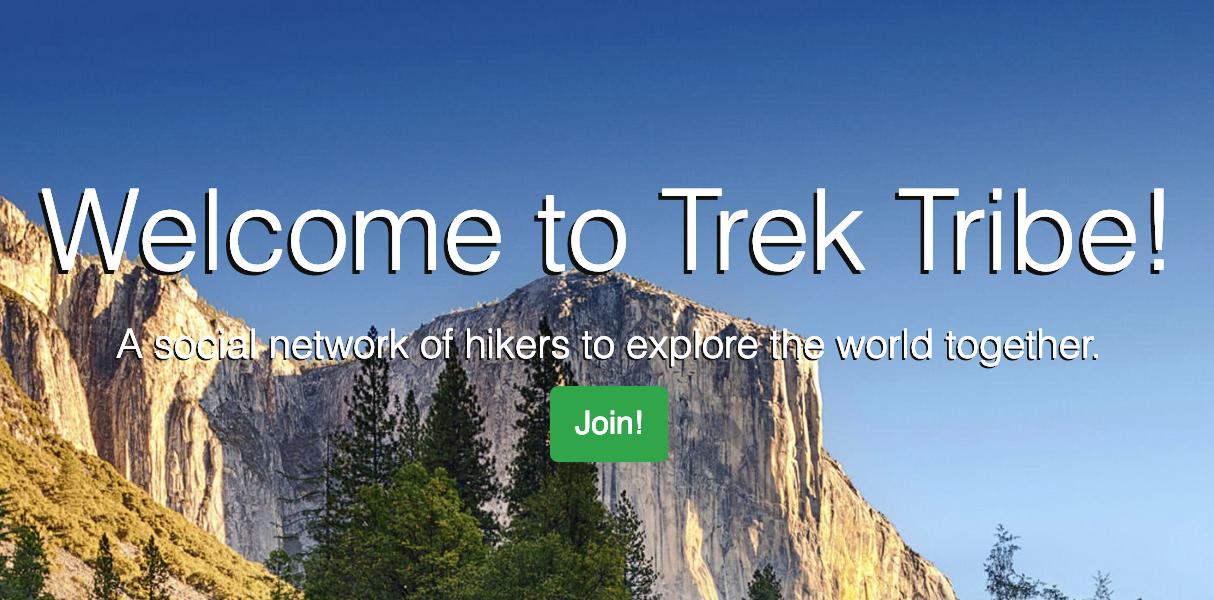 Welcome to Trek Tribe!
A social network of hikers to explore the world together.
Join!